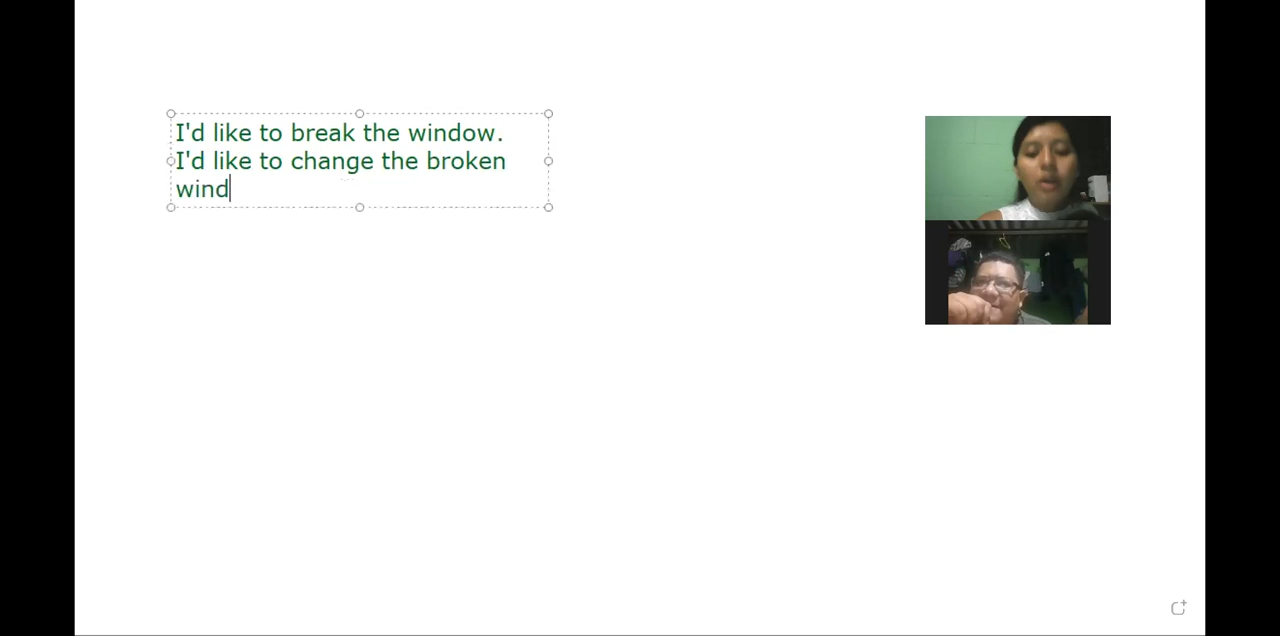 I'd like to break the window.
I'd like to change the broken
wind